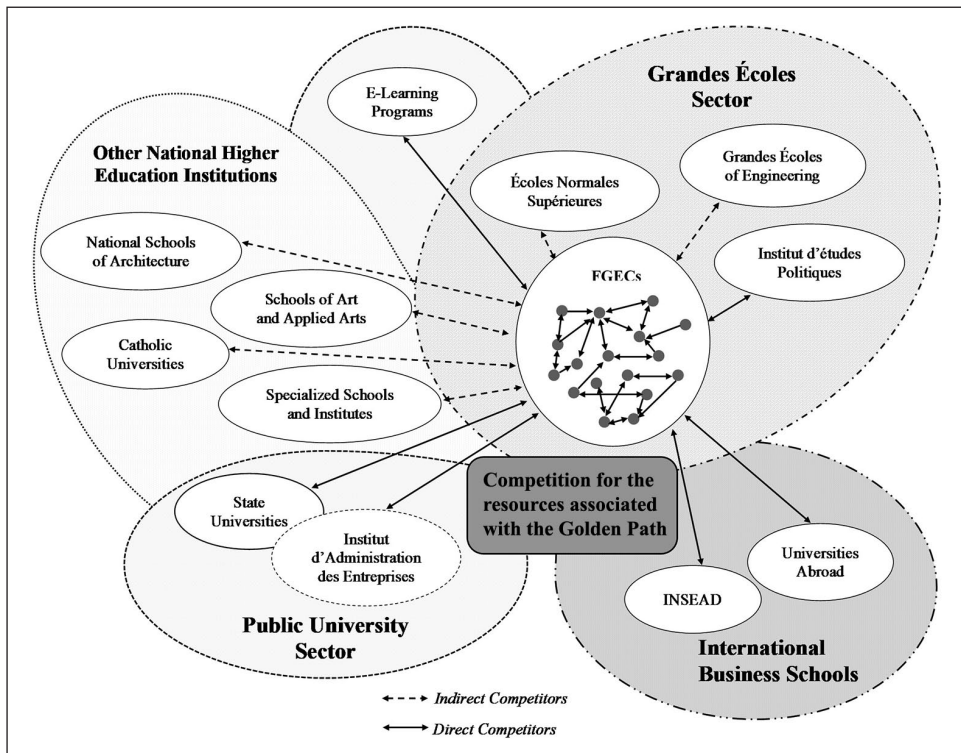 E-Learning
Programs
Grandes Écoles
Sector
Other National Higher
Education Institutions
Écoles Normales
Supérieures
Grandes Écoles
of Engineering
National Schools
of Architecture
Institut d'études
Politiques
FGECs
Schools of Art
and Applied Arts
Catholic
Universities
Specialized Schools
and Institutes
Competition for the
resources associated
with the Golden Path
State
Universities
Institut
d'Administration
des Entreprises
Universities
Abroad
INSEAD
Public University
Sector
International
Business Schools
Indirect Competitors
Direct Competitors